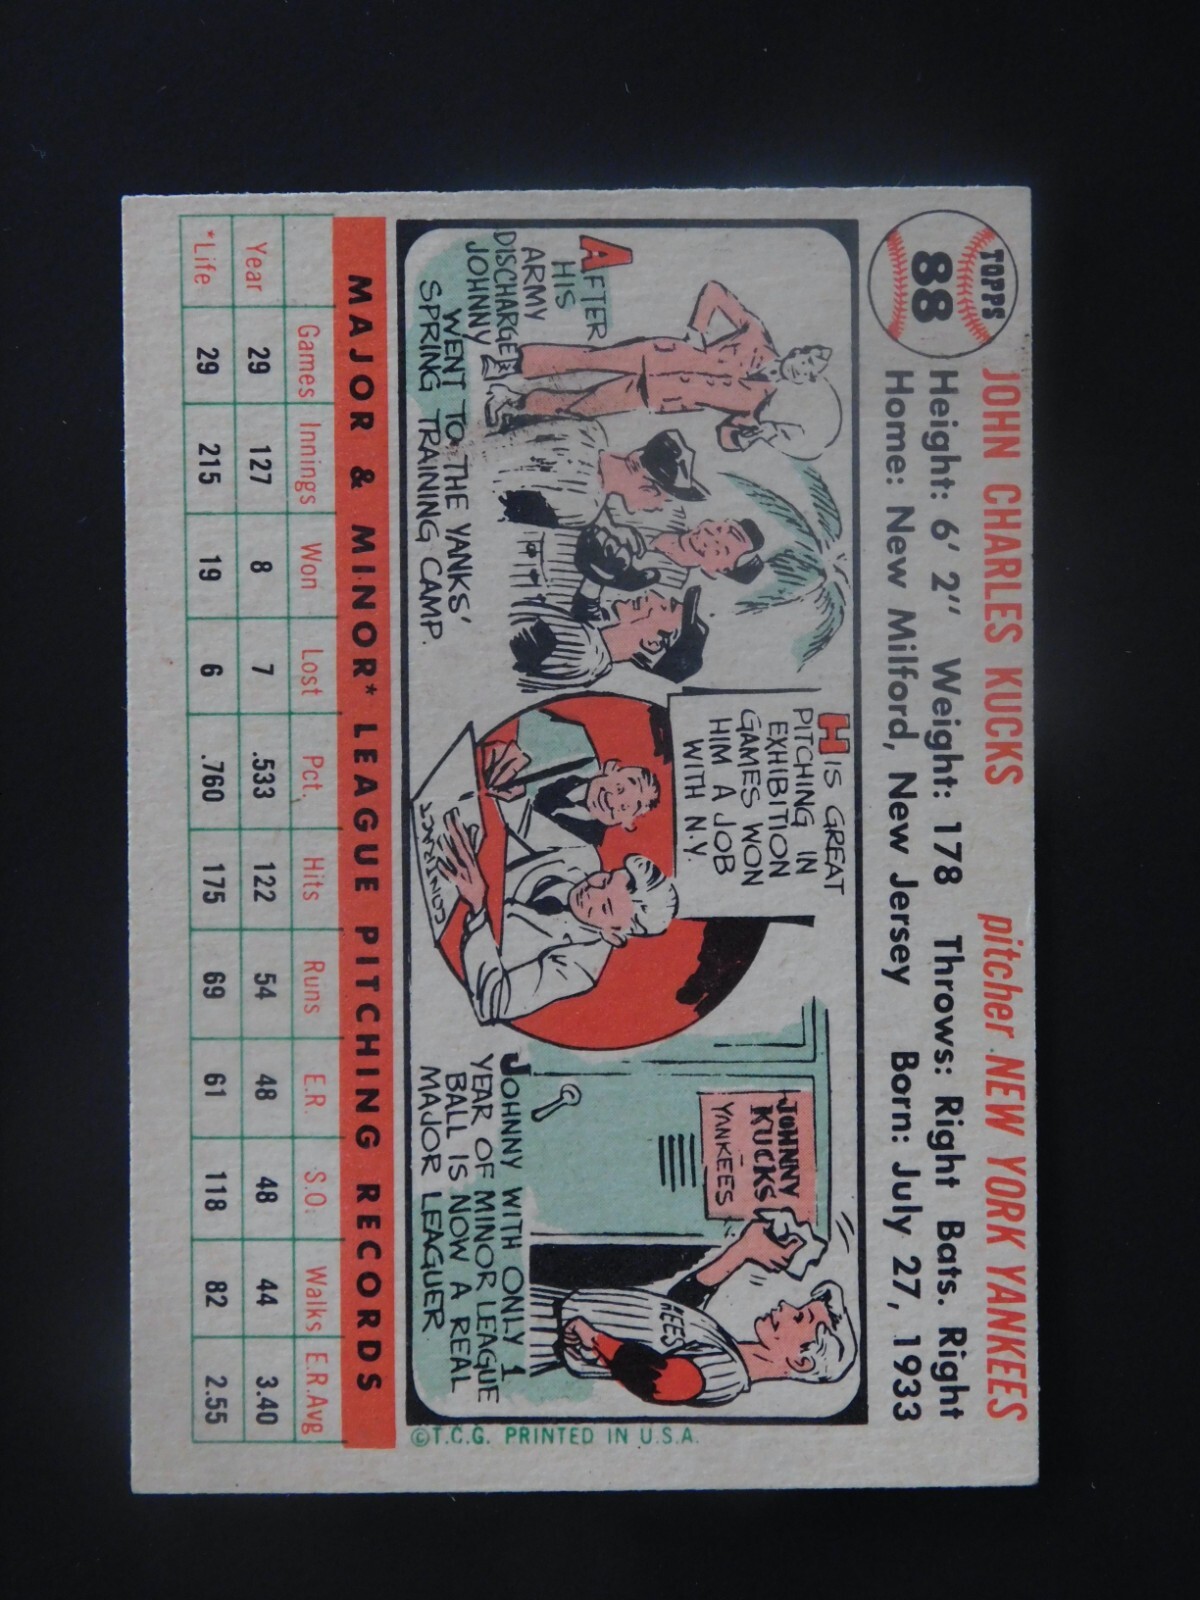 TOPPS
88
JOHN CHARLES KUCKS pitcher NEW YORK YANKEES
Height: 6' 2" Weight: 178 Throws: Right Bats. Right
Home: New Milford, New Jersey Born: July 27, 1933
AFTER
HIS
ARMY
DISCHARGE
JOHNNY
WENT TO THE YANKS'
SPRING TRAINING CAMP.
HIS GREAT
PITCHING IN
EXHIBITION
GAMES WON
HIM A JOB
WITH N.Y.
CONTRACT
JOHNNY
KUCKS
-
YANKEES
KEES
JOHNNY WITH ONLY 1
YEAR OF MINOR LEAGUE
BALL IS NOW A REAL
MAJOR LEAGUER.
©T.C.G. PRINTED IN U.S.A.
MAJOR & MINOR* LEAGUE PITCHING RECORDS
Games Innings Won Lost Pct. Hits Runs E.R. S.O. Walks E.R.Avg
Year 29 127 8 7 .533 122 54 48 48 44 3.40
*Life 29 215 19 6 .760 175 69 61 118 82 2.55